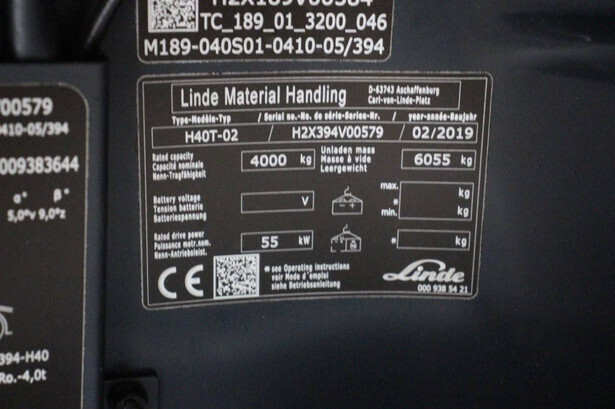 TC_189_01_3200_046
M189-040S01-0410-05/394
V00579
0410-05/394
009383644
α° β°
5,0°v 9,0°z
394-H40
Ro.-4,0t
Linde Material Handling
D-63743 Aschaffenburg
Carl-von-Linde-Platz
Type-Modèle-Typ / Serial no.-No. de série-Serien-Nr. / year-année-Baujahr
H40T-02 / H2X394V00579 / 02/2019
Rated capacity
Capacité nominale
Nenn-Tragfähigkeit
4000 kg
Unladen mass
Masse à vide
Leergewicht
6055 kg
Battery voltage
Tension batterie
Batteriespannung
V
max.
*
min.
kg
kg
Rated drive power
Puissance motr.nom.
Nenn-Antriebsleist.
55 kW
* kg
CE
* see Operating instructions
voir Mode d'emploi
siehe Betriebsanleitung
Linde
000 938 54 21